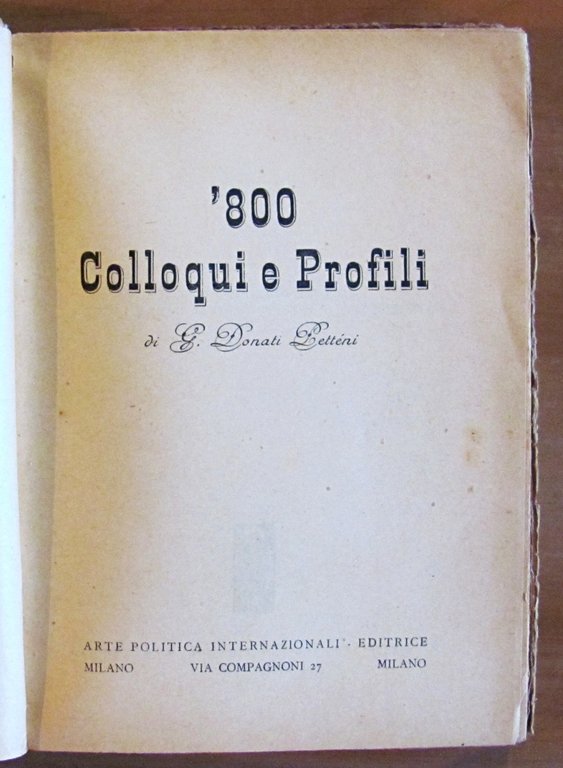 '800
Colloqui e Profili
di G. Donati Petténi
ARTE POLITICA INTERNAZIONALI - EDITRICE
MILANO VIA COMPAGNONI 27 MILANO